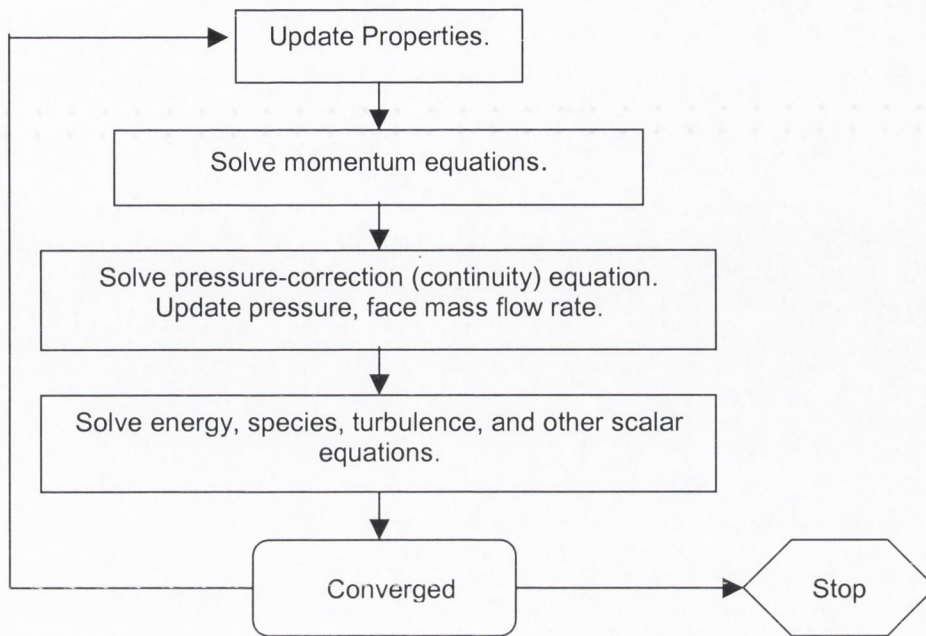 Update Properties.
Solve momentum equations.
Solve pressure-correction (continuity) equation.
Update pressure, face mass flow rate.
Solve energy, species, turbulence, and other scalar
equations.
Converged
Stop